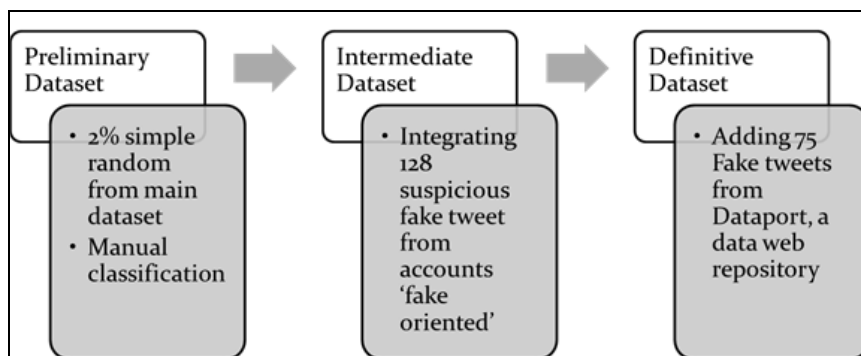 Preliminary
Dataset
• 2% simple
random
from main
dataset
• Manual
classification
Intermediate
Dataset
• Integrating
128
suspicious
fake tweet
from
accounts
‘fake
oriented’
Definitive
Dataset
• Adding 75
Fake tweets
from
Dataport, a
data web
repository